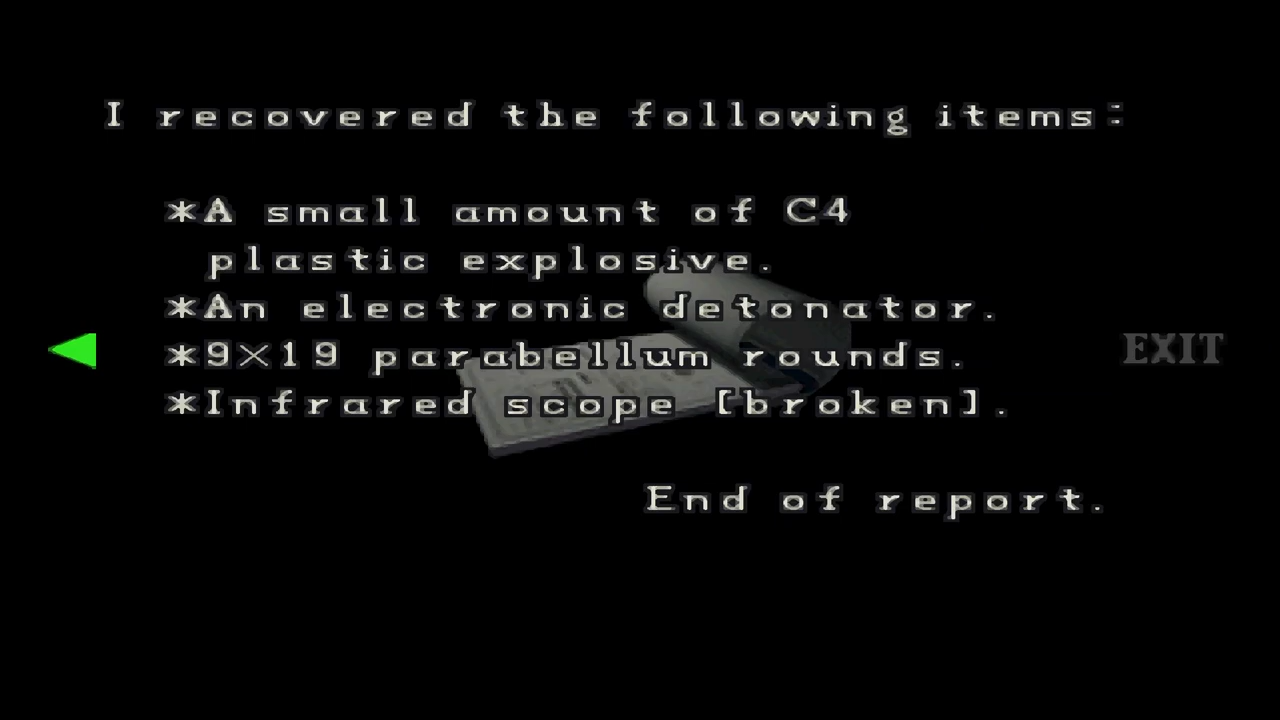 I recovered the following items:
*A small amount of C4
plastic explosive.
*An electronic detonator.
*9×19 parabellum rounds.
*Infrared scope [broken].
EXIT
End of report.